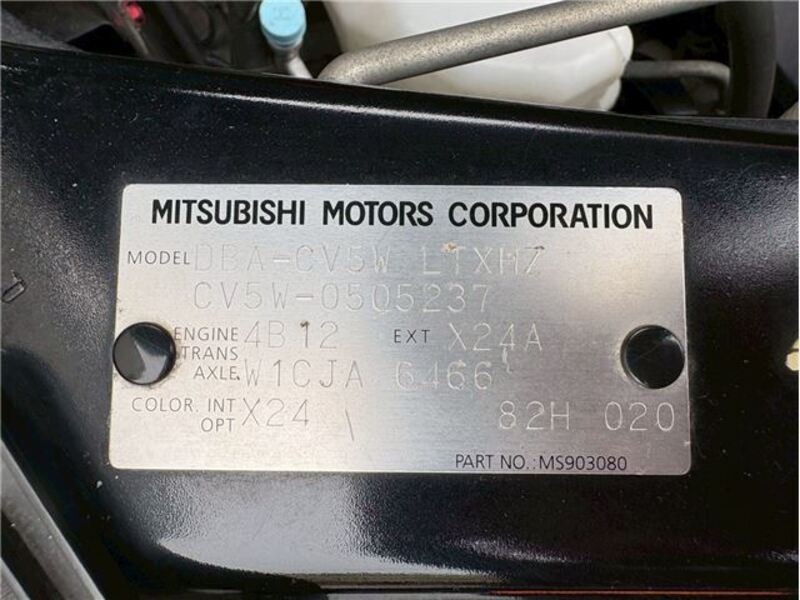 MITSUBISHI MOTORS CORPORATION
MODEL DBA-CV5W LTXHZ
CV5W-0505237
ENGINE 4B12 EXT X24A
TRANS
AXLE. W1CJA 6466
COLOR. INT X24 82H 020
OPT
PART NO.: MS903080